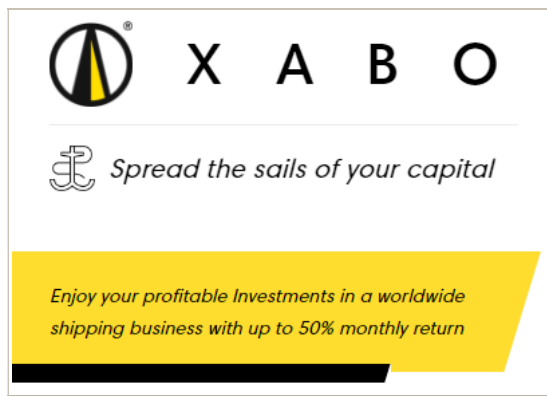 ®
X A B O
Spread the sails of your capital
Enjoy your profitable Investments in a worldwide
shipping business with up to 50% monthly return